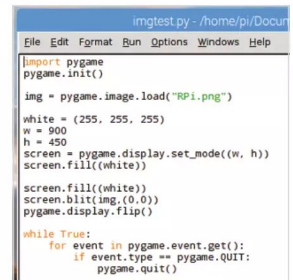 imgtest.py - /home/pi/Docun
File Edit Format Run Options Windows Help
import pygame
pygame.init()
img = pygame.image.load("RPi.png")
white = (255, 255, 255)
w = 900
h = 450
screen = pygame.display.set_mode((w, h))
screen.fill((white))
screen.fill((white))
screen.blit(img,(0,0))
pygame.display.flip()
while True:
    for event in pygame.event.get():
        if event.type == pygame.QUIT:
            pygame.quit()